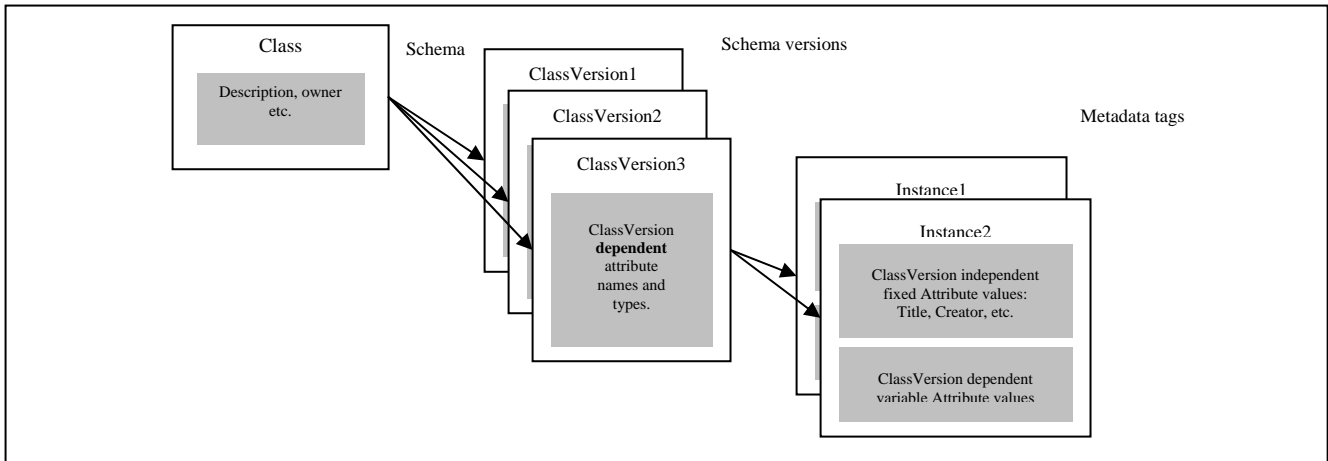 Class
Description, owner
etc.
Schema
Schema versions
ClassVersion1
ClassVersion2
ClassVersion3
ClassVersion
dependent
attribute
names and
types.
Metadata tags
Instance1
Instance2
ClassVersion independent
fixed Attribute values:
Title, Creator, etc.
ClassVersion dependent
variable Attribute values